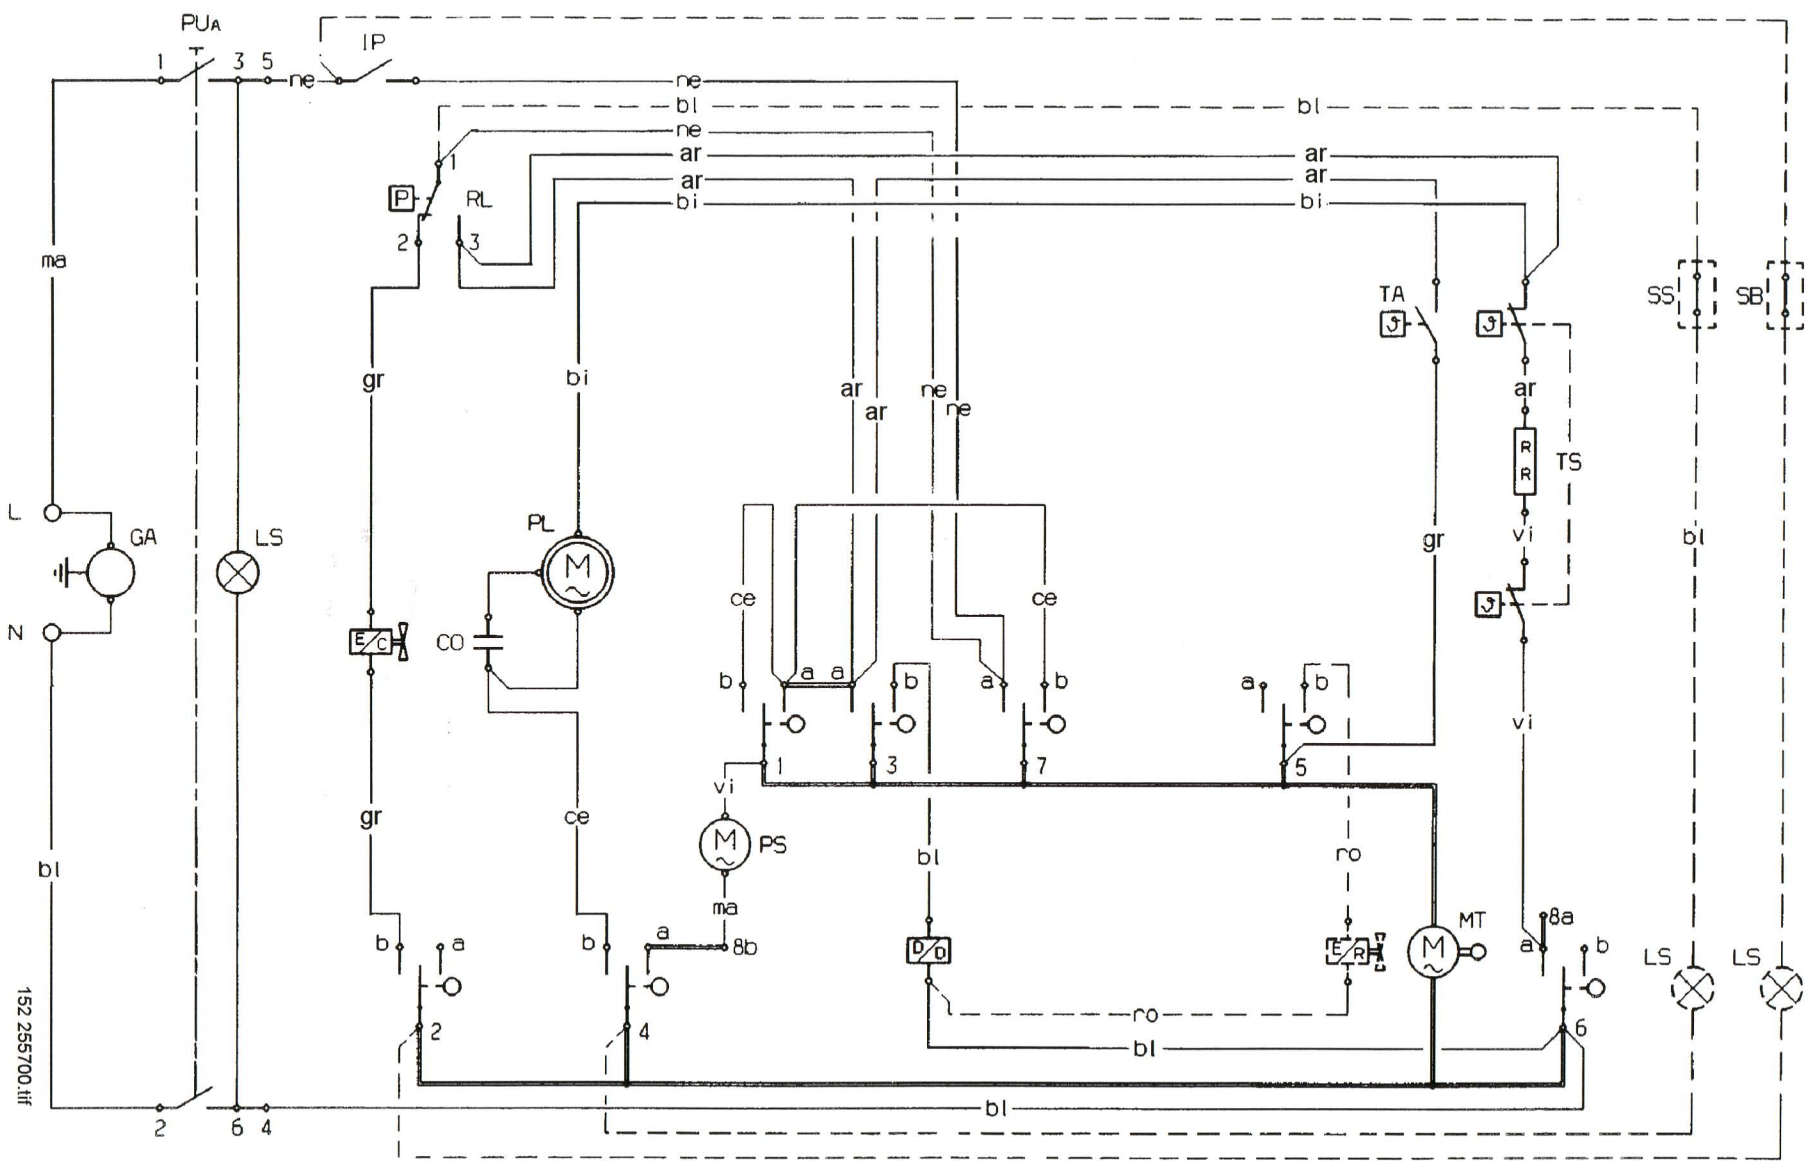 PUA
IP
1
3 5
ne
ne
bl
bl
ne
1
ar
ar
ar
ar
P
RL
bi
bi
2
3
ma
SS
SB
TA
ϑ
ϑ
gr
bi
ar
ne
ar
ar
ne
R
R
TS
L
PL
GA
LS
M
gr
vi
bl
ce
ce
ϑ
N
E/C
CO
b
a
a
b
a
b
a
b
vi
1
3
7
5
vi
gr
ce
M
PS
bl
ro
bl
ma
8a
MT
b
a
b
a
8b
D/D
E/R
M
a
b
LS
LS
2
4
ro
6
bl
bl
2
6 4
152 255700.tif